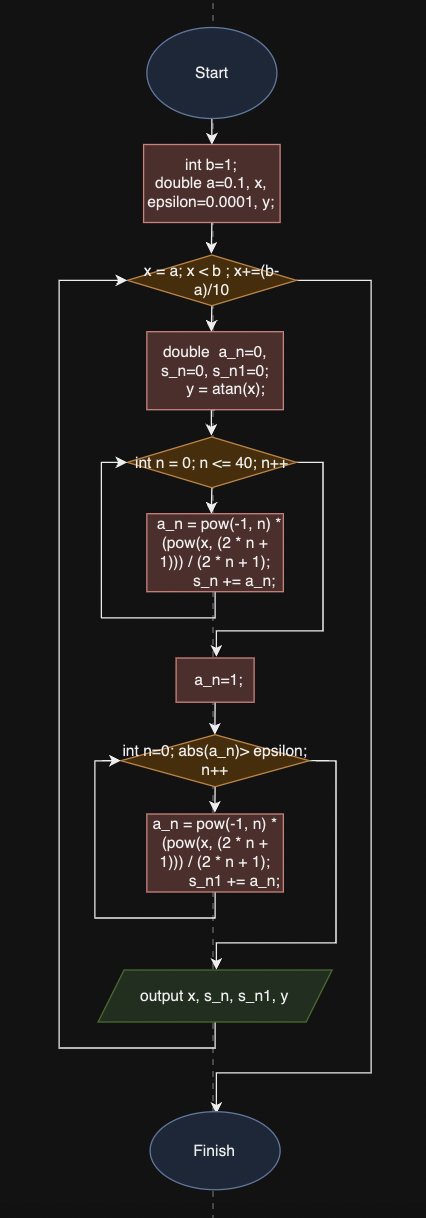 Start
int b=1;
double a=0.1, x,
epsilon=0.0001, y;
x = a; x < b ; x+=(b-
a)/10
double  a_n=0,
s_n=0, s_n1=0;
y = atan(x);
int n = 0; n <= 40; n++
a_n = pow(-1, n) *
(pow(x, (2 * n +
1))) / (2 * n + 1);
s_n += a_n;
a_n=1;
int n=0; abs(a_n)> epsilon;
n++
a_n = pow(-1, n) *
(pow(x, (2 * n +
1))) / (2 * n + 1);
s_n1 += a_n;
output x, s_n, s_n1, y
Finish